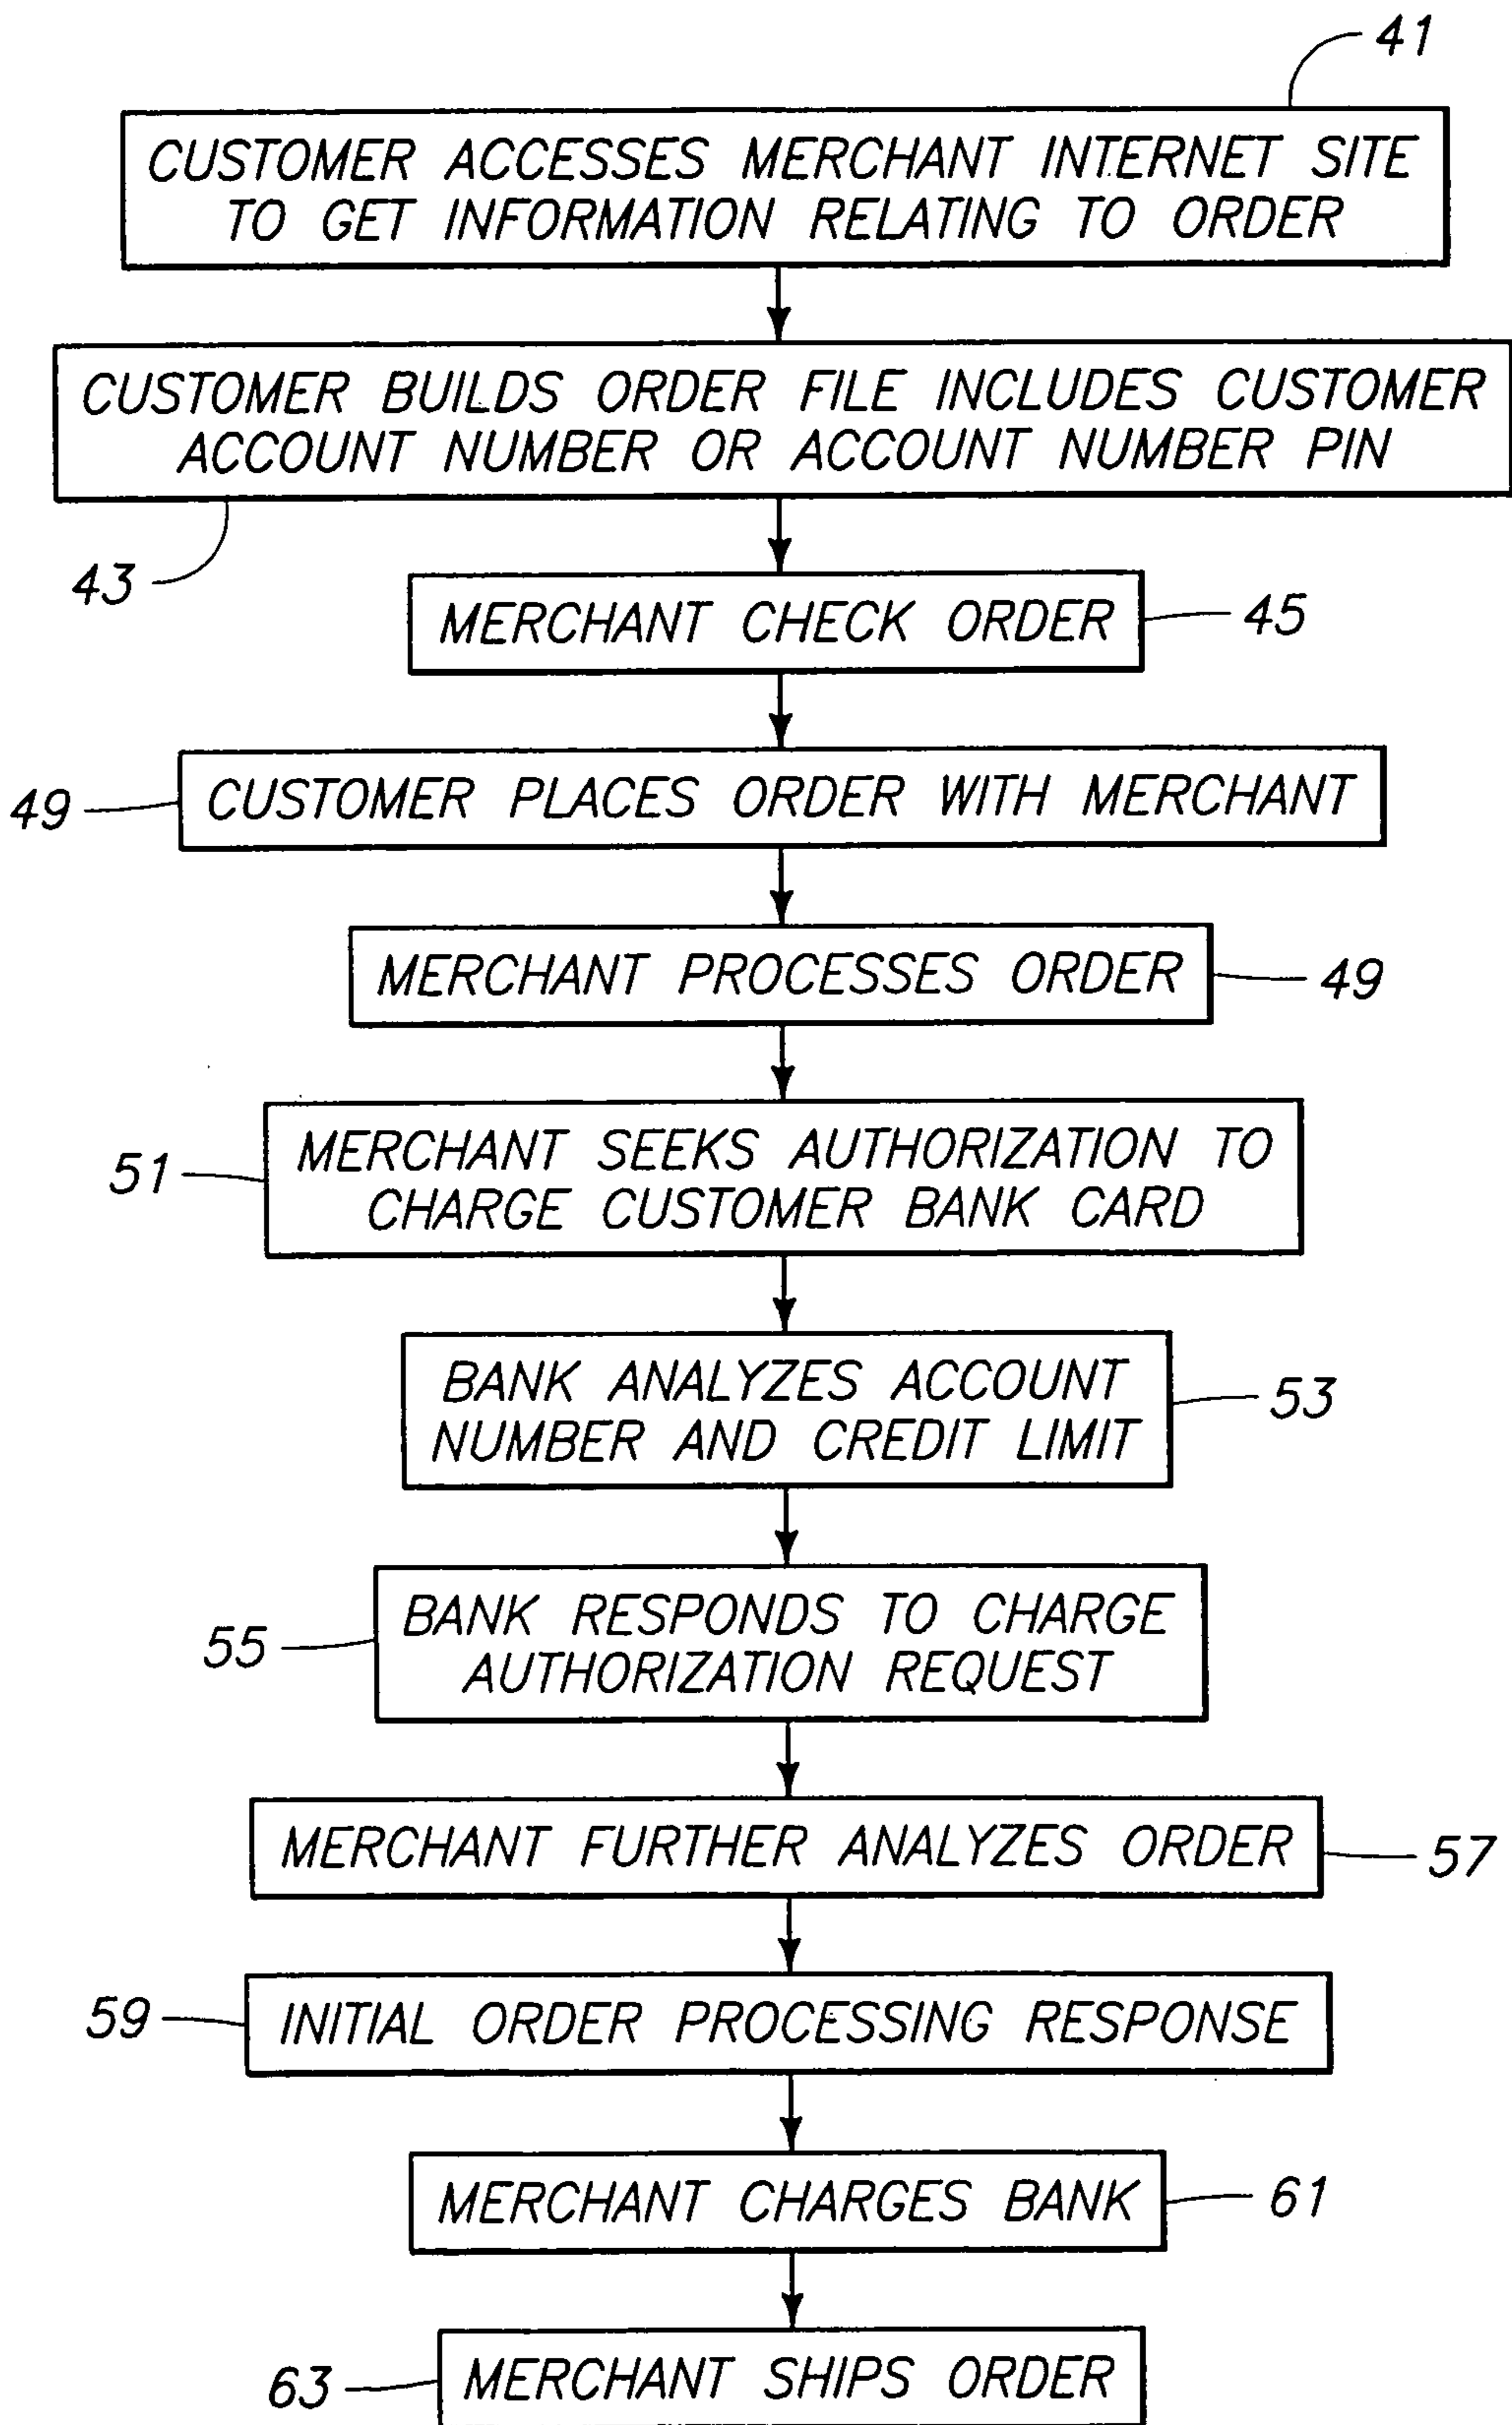 41
CUSTOMER ACCESSES MERCHANT INTERNET SITE
TO GET INFORMATION RELATING TO ORDER
CUSTOMER BUILDS ORDER FILE INCLUDES CUSTOMER
ACCOUNT NUMBER OR ACCOUNT NUMBER PIN
43
MERCHANT CHECK ORDER
45
49
CUSTOMER PLACES ORDER WITH MERCHANT
MERCHANT PROCESSES ORDER
49
51
MERCHANT SEEKS AUTHORIZATION TO
CHARGE CUSTOMER BANK CARD
BANK ANALYZES ACCOUNT
NUMBER AND CREDIT LIMIT
53
55
BANK RESPONDS TO CHARGE
AUTHORIZATION REQUEST
MERCHANT FURTHER ANALYZES ORDER
57
59
INITIAL ORDER PROCESSING RESPONSE
MERCHANT CHARGES BANK
61
63
MERCHANT SHIPS ORDER